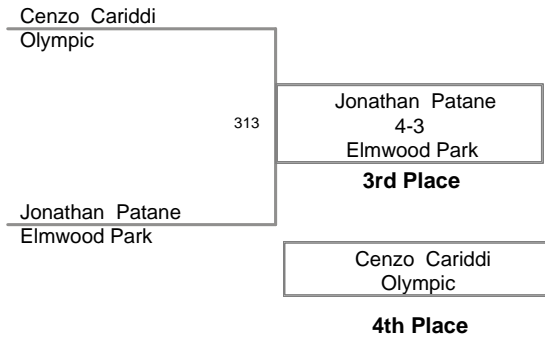 Cenzo Cariddi
Olympic
313
Jonathan Patane
4-3
Elmwood Park
3rd Place
Jonathan Patane
Elmwood Park
Cenzo Cariddi
Olympic
4th Place